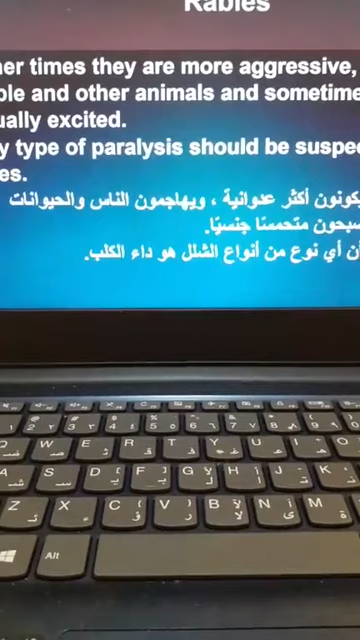 Rabies
her times they are more aggressive,
ple and other animals and sometime
ually excited.
y type of paralysis should be suspec
es.
يكونون أكثر عدوانية ، ويهاجمون الناس والحيوانات
متحمسًا جنسيًا.
أن أي نوع من أنواع الشلل هو داء الكلب.
W E R T Y U I
A S D F G H J K
Z X C V B N M
Alt